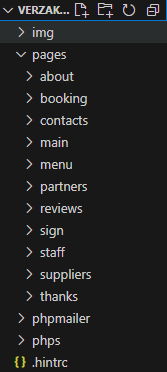 VERZAK...
img
pages
about
booking
contacts
main
menu
partners
reviews
sign
staff
suppliers
thanks
phpmailer
phps
{} .hintrc